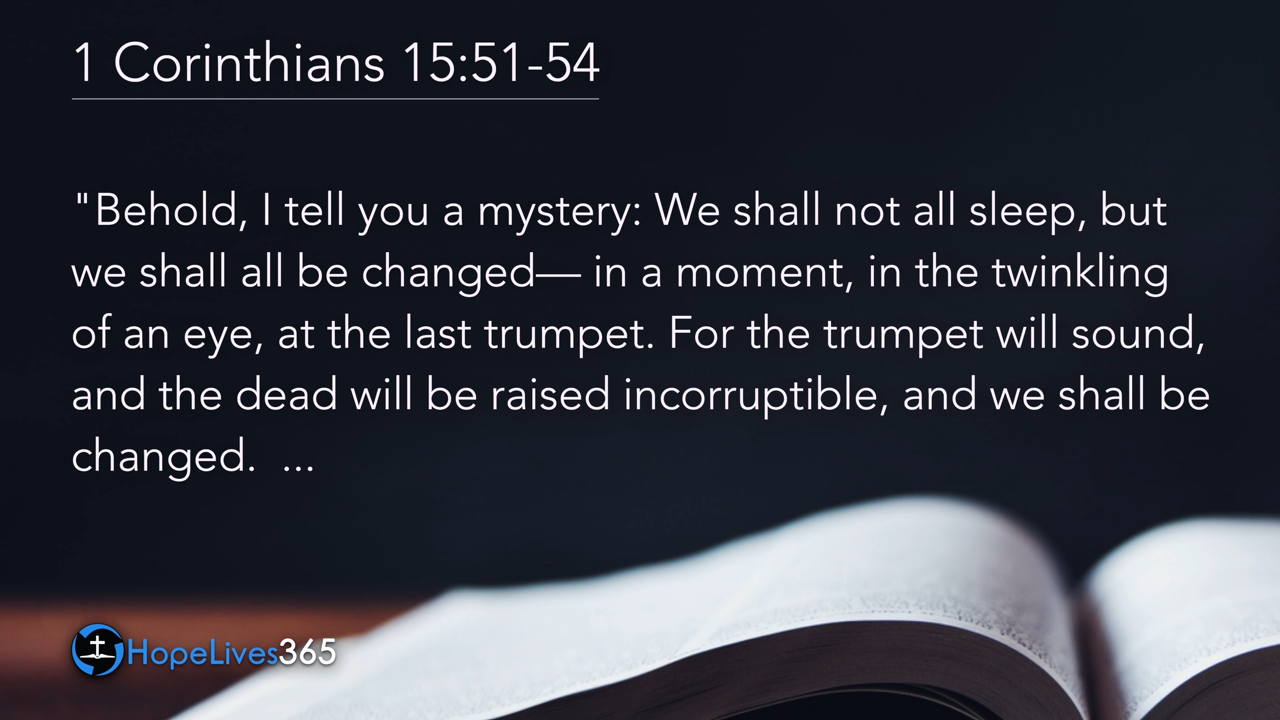 1 Corinthians 15:51-54
"Behold, I tell you a mystery: We shall not all sleep, but
we shall all be changed— in a moment, in the twinkling
of an eye, at the last trumpet. For the trumpet will sound,
and the dead will be raised incorruptible, and we shall be
changed.  ...
HopeLives365